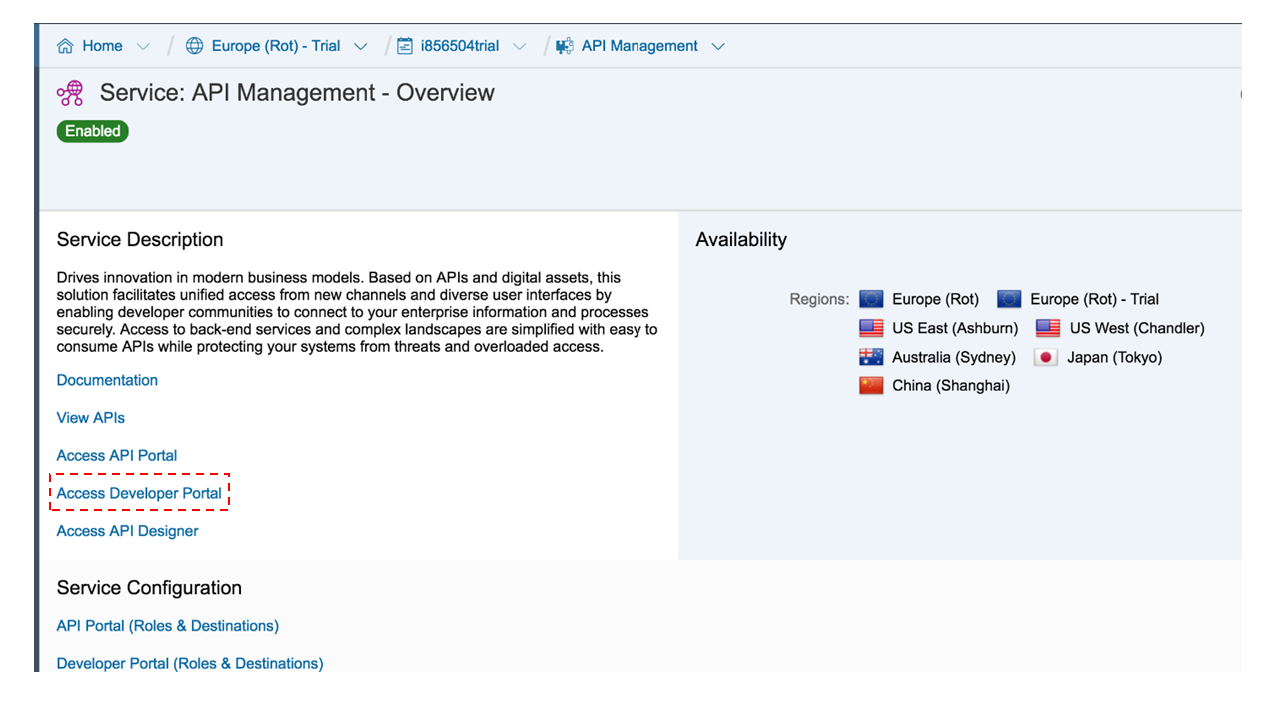 Home / Europe (Rot) - Trial / i856504trial / API Management
Service: API Management - Overview
Enabled
Service Description
Drives innovation in modern business models. Based on APIs and digital assets, this
solution facilitates unified access from new channels and diverse user interfaces by
enabling developer communities to connect to your enterprise information and processes
securely. Access to back-end services and complex landscapes are simplified with easy to
consume APIs while protecting your systems from threats and overloaded access.
Documentation
View APIs
Access API Portal
Access Developer Portal
Access API Designer
Availability
Regions: Europe (Rot) Europe (Rot) - Trial
US East (Ashburn) US West (Chandler)
Australia (Sydney) Japan (Tokyo)
China (Shanghai)
Service Configuration
API Portal (Roles & Destinations)
Developer Portal (Roles & Destinations)